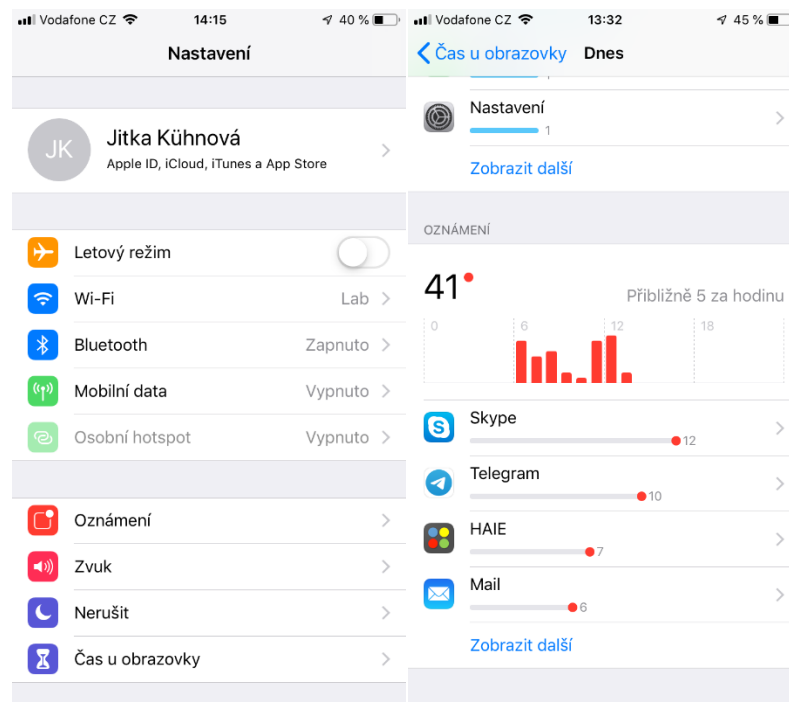 Vodafone CZ 14:15 40 %
Nastavení
JK
Jitka Kühnová
Apple ID, iCloud, iTunes a App Store
Letový režim
Wi-Fi Lab
Bluetooth Zapnuto
Mobilní data Vypnuto
Osobní hotspot Vypnuto
Oznámení
Zvuk
Nerušit
Čas u obrazovky
Vodafone CZ 13:32 45 %
Čas u obrazovky Dnes
Nastavení
1
Zobrazit další
OZNÁMENÍ
41
Přibližně 5 za hodinu
0 6 12 18
Skype
12
Telegram
10
HAIE
7
Mail
6
Zobrazit další